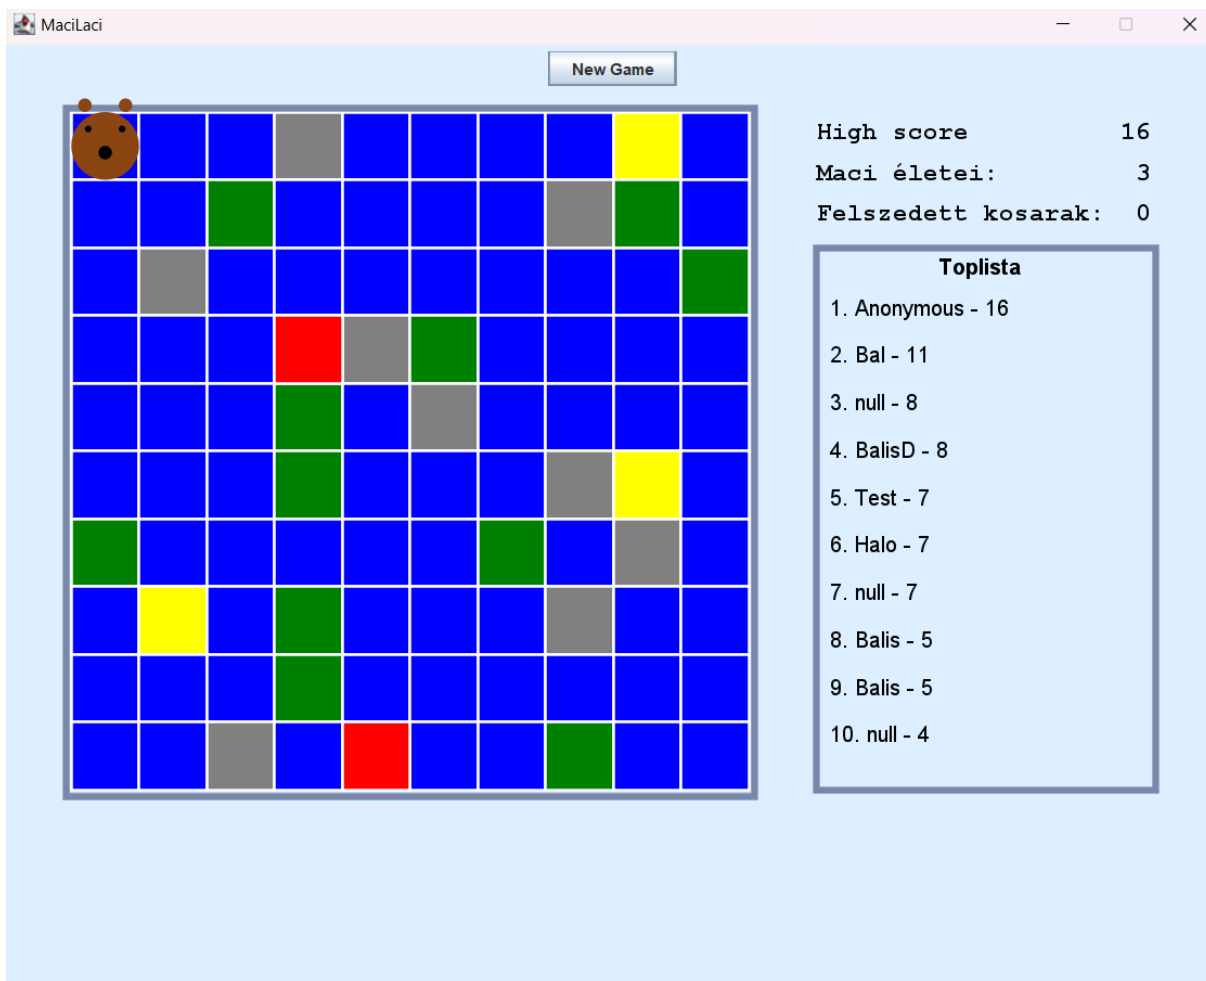 MaciLaci
New Game
High score 16
Maci életei: 3
Felszedett kosarak: 0
Toplista
1. Anonymous - 16
2. Bal - 11
3. null - 8
4. BalisD - 8
5. Test - 7
6. Halo - 7
7. null - 7
8. Balis - 5
9. Balis - 5
10. null - 4